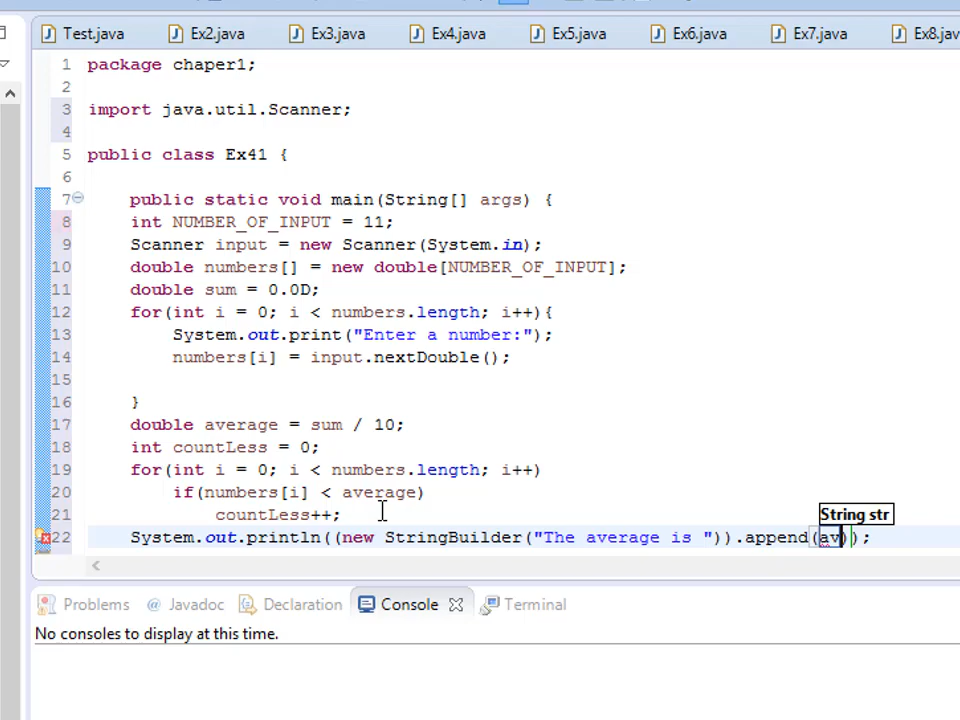 Test.java Ex2.java Ex3.java Ex4.java Ex5.java Ex6.java Ex7.java Ex8.jav
1 package chaper1;
2
3 import java.util.Scanner;
4
5 public class Ex41 {
6
7 public static void main(String[] args) {
8 int NUMBER_OF_INPUT = 11;
9 Scanner input = new Scanner(System.in);
10 double numbers[] = new double[NUMBER_OF_INPUT];
11 double sum = 0.0D;
12 for(int i = 0; i < numbers.length; i++){
13 System.out.print("Enter a number:");
14 numbers[i] = input.nextDouble();
15
16 }
17 double average = sum / 10;
18 int countLess = 0;
19 for(int i = 0; i < numbers.length; i++)
20 if(numbers[i] < average)
21 countLess++;
String str
22 System.out.println((new StringBuilder("The average is ")).append(av));
Problems @ Javadoc Declaration Console Terminal
No consoles to display at this time.